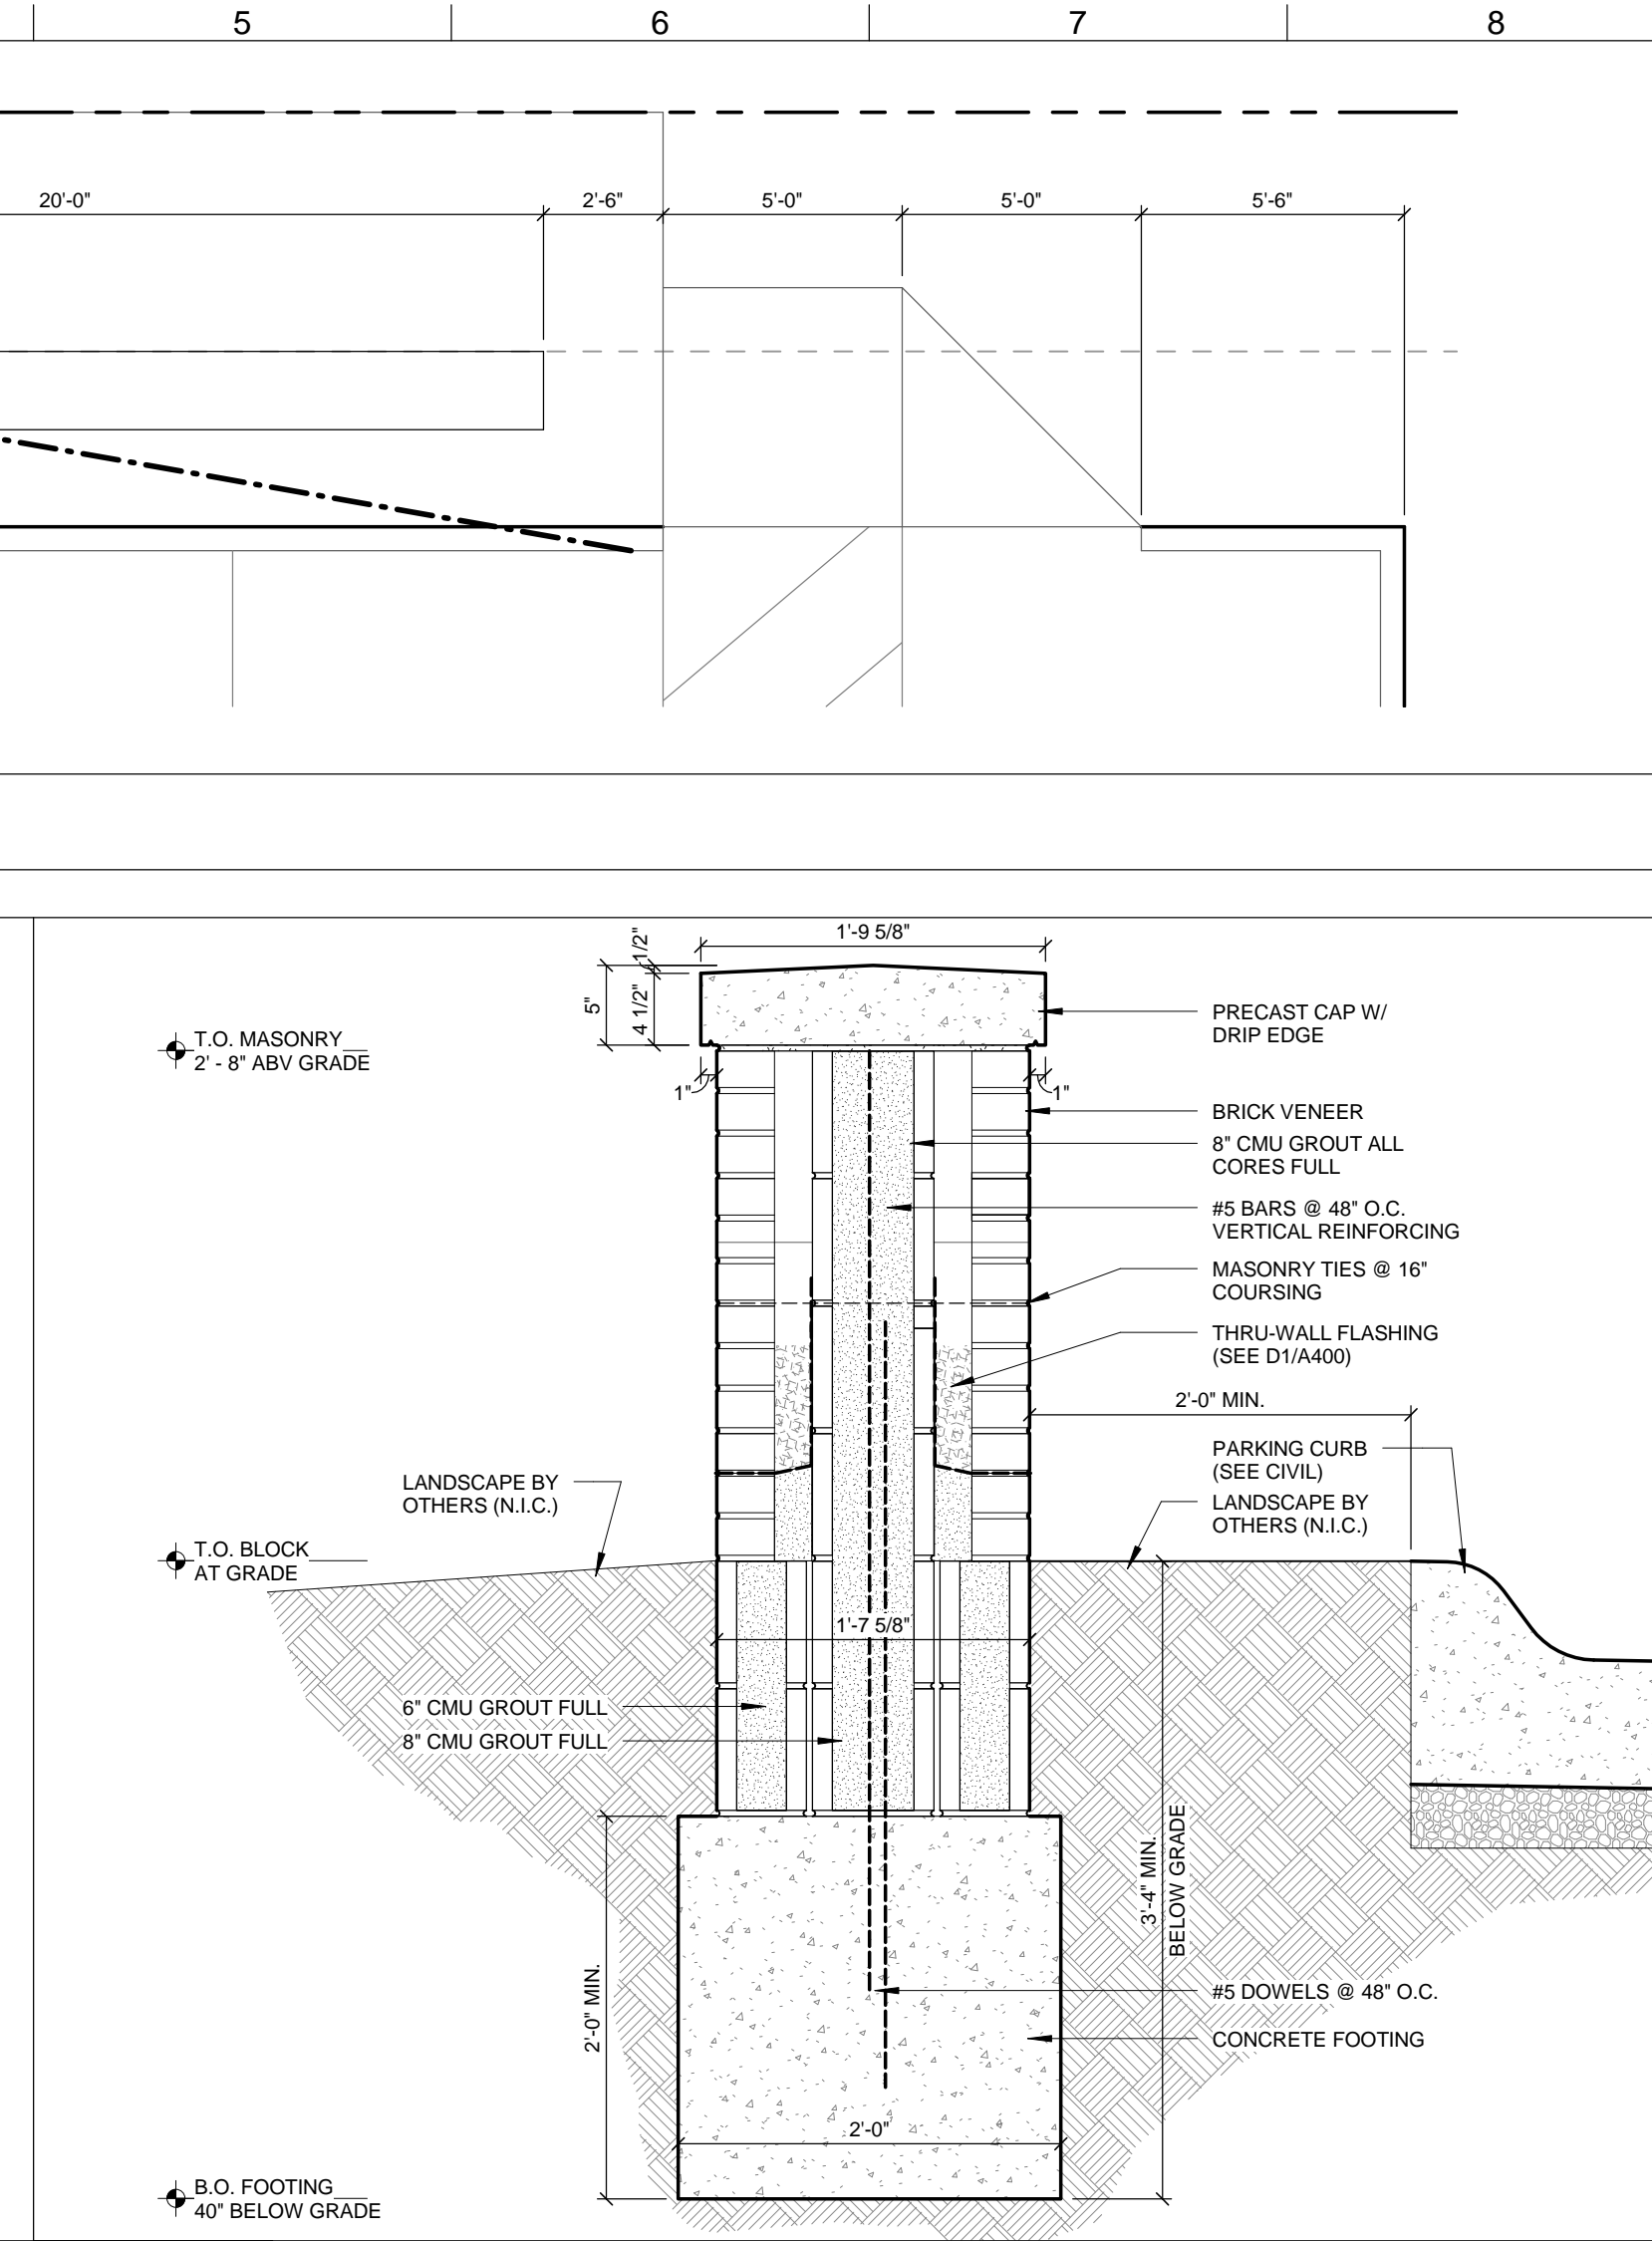 5 6 7 8
20'-0" 2'-6" 5'-0" 5'-0" 5'-6"
1'-9 5/8"
1/2"
5"
4 1/2"
PRECAST CAP W/
DRIP EDGE
T.O. MASONRY
2' - 8" ABV GRADE
1" 1"
BRICK VENEER
8" CMU GROUT ALL
CORES FULL
#5 BARS @ 48" O.C.
VERTICAL REINFORCING
MASONRY TIES @ 16"
COURSING
THRU-WALL FLASHING
(SEE D1/A400)
2'-0" MIN.
PARKING CURB
(SEE CIVIL)
LANDSCAPE BY
OTHERS (N.I.C.)
LANDSCAPE BY
OTHERS (N.I.C.)
T.O. BLOCK
AT GRADE
1'-7 5/8"
6" CMU GROUT FULL
8" CMU GROUT FULL
3'-4" MIN.
BELOW GRADE
2'-0" MIN.
#5 DOWELS @ 48" O.C.
CONCRETE FOOTING
2'-0"
B.O. FOOTING
40" BELOW GRADE